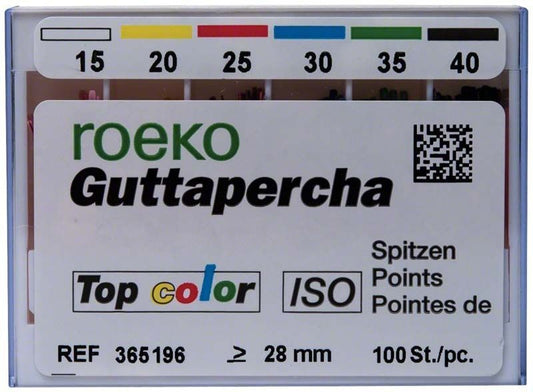 15 20 25 30 35 40
roeko
Guttapercha
Spitzen
Points
Pointes de
Top color ISO
REF 365196 ≥ 28 mm 100 St./pc.